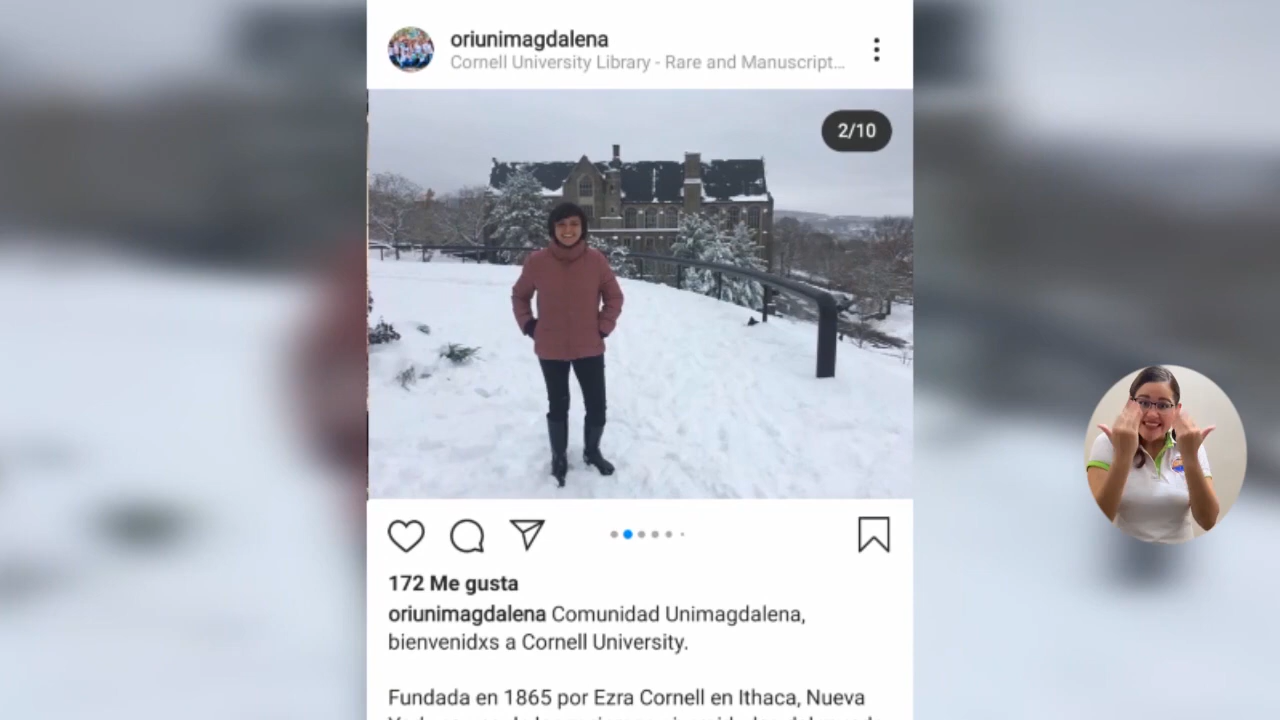 oriunimagdalena
Cornell University Library - Rare and Manuscript...
2/10
172 Me gusta
oriunimagdalena Comunidad Unimagdalena,
bienvenidxs a Cornell University.
Fundada en 1865 por Ezra Cornell en Ithaca, Nueva